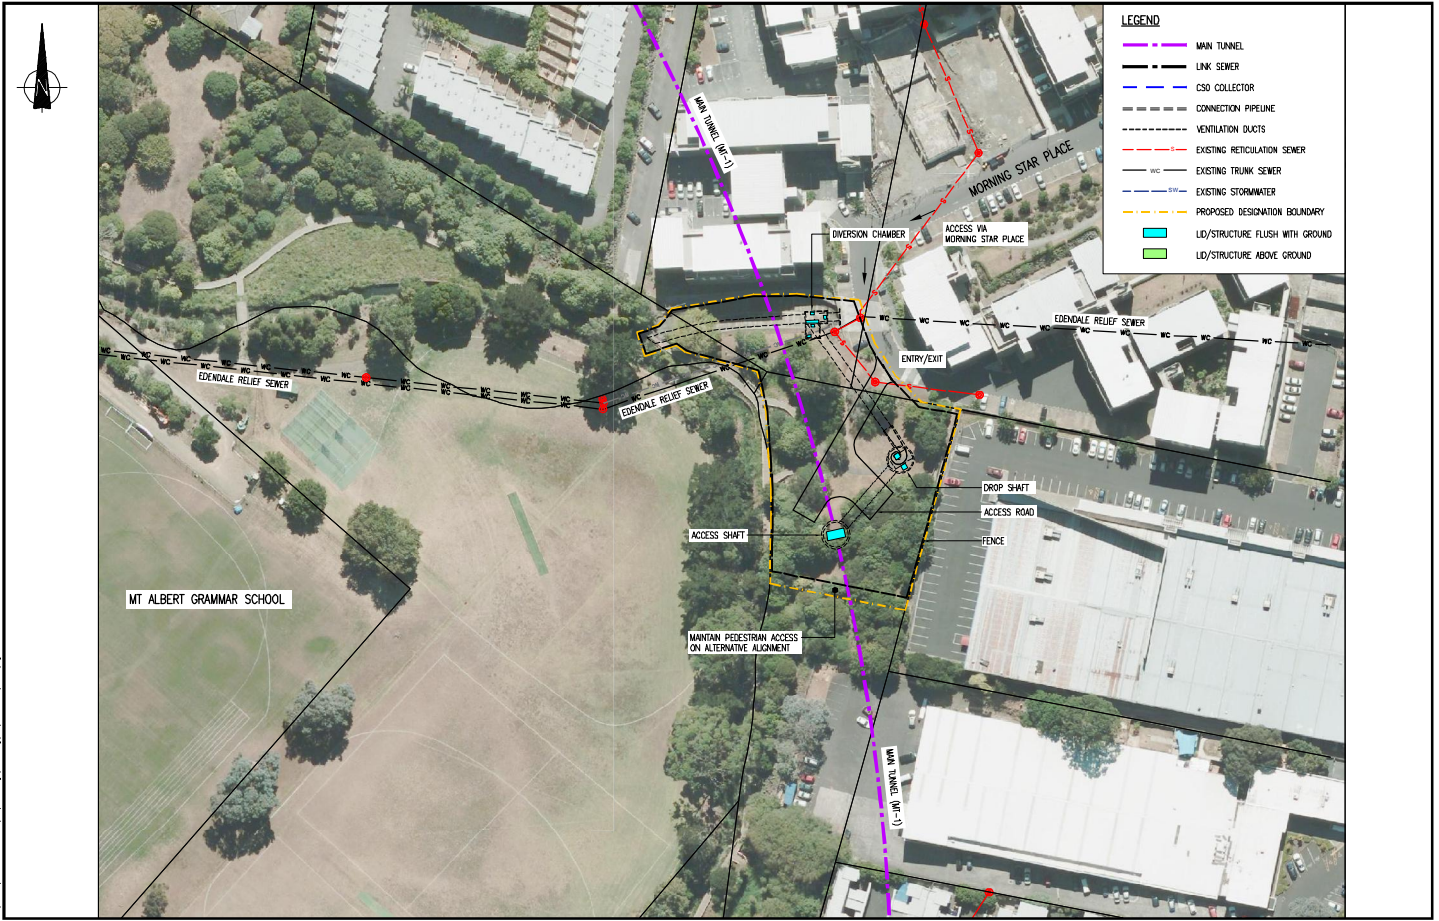 N
LEGEND
MAIN TUNNEL
LINK SEWER
CSO COLLECTOR
CONNECTION PIPELINE
VENTILATION DUCTS
S EXISTING RETICULATION SEWER
WC EXISTING TRUNK SEWER
SW EXISTING STORMWATER
PROPOSED DESIGNATION BOUNDARY
LID/STRUCTURE FLUSH WITH GROUND
LID/STRUCTURE ABOVE GROUND
MAIN TUNNEL (MT-1)
MORNING STAR PLACE
DIVERSION CHAMBER
ACCESS VIA
MORNING STAR PLACE
EDENDALE RELIEF SEWER
ENTRY/EXIT
EDENDALE RELIEF SEWER
EDENDALE RELIEF SEWER
DROP SHAFT
ACCESS ROAD
ACCESS SHAFT
FENCE
MT ALBERT GRAMMAR SCHOOL
MAINTAIN PEDESTRIAN ACCESS
ON ALTERNATIVE ALIGNMENT
MAIN TUNNEL (MT-1)